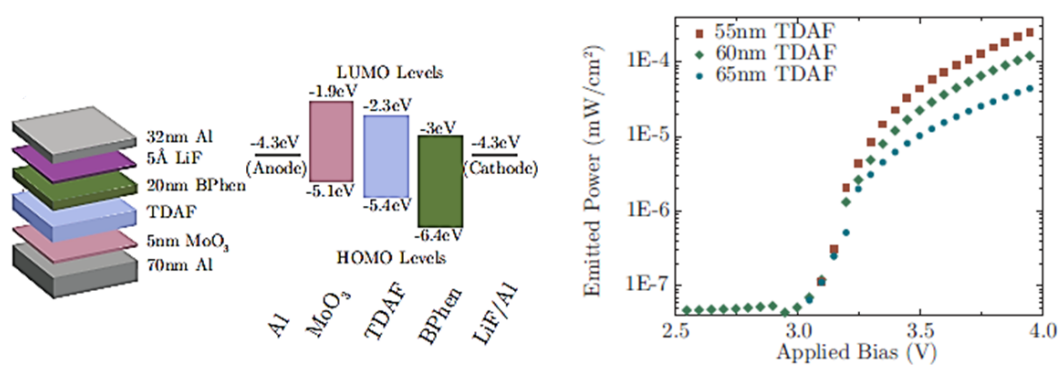 32nm Al
5Å LiF
20nm BPhen
TDAF
5nm MoO3
70nm Al
LUMO Levels
-1.9eV
-2.3eV
-3eV
-4.3eV
-4.3eV
(Anode)
(Cathode)
-5.1eV
-5.4eV
-6.4eV
HOMO Levels
Al
MoO3
TDAF
BPhen
LiF/Al
55nm TDAF
60nm TDAF
65nm TDAF
Emitted Power (mW/cm²)
1E-4
1E-5
1E-6
1E-7
2.5 3.0 3.5 4.0
Applied Bias (V)